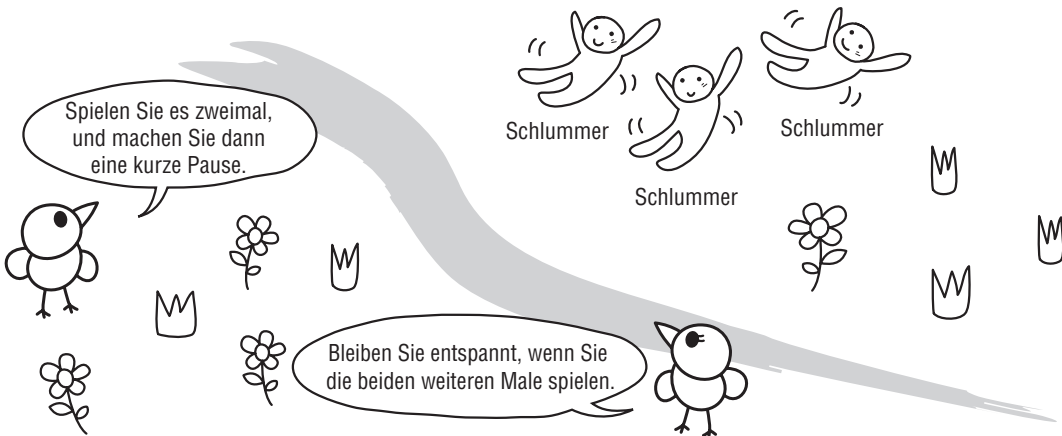 Spielen Sie es zweimal,
und machen Sie dann
eine kurze Pause.
Schlummer
Schlummer
Schlummer
Bleiben Sie entspannt, wenn Sie
die beiden weiteren Male spielen.